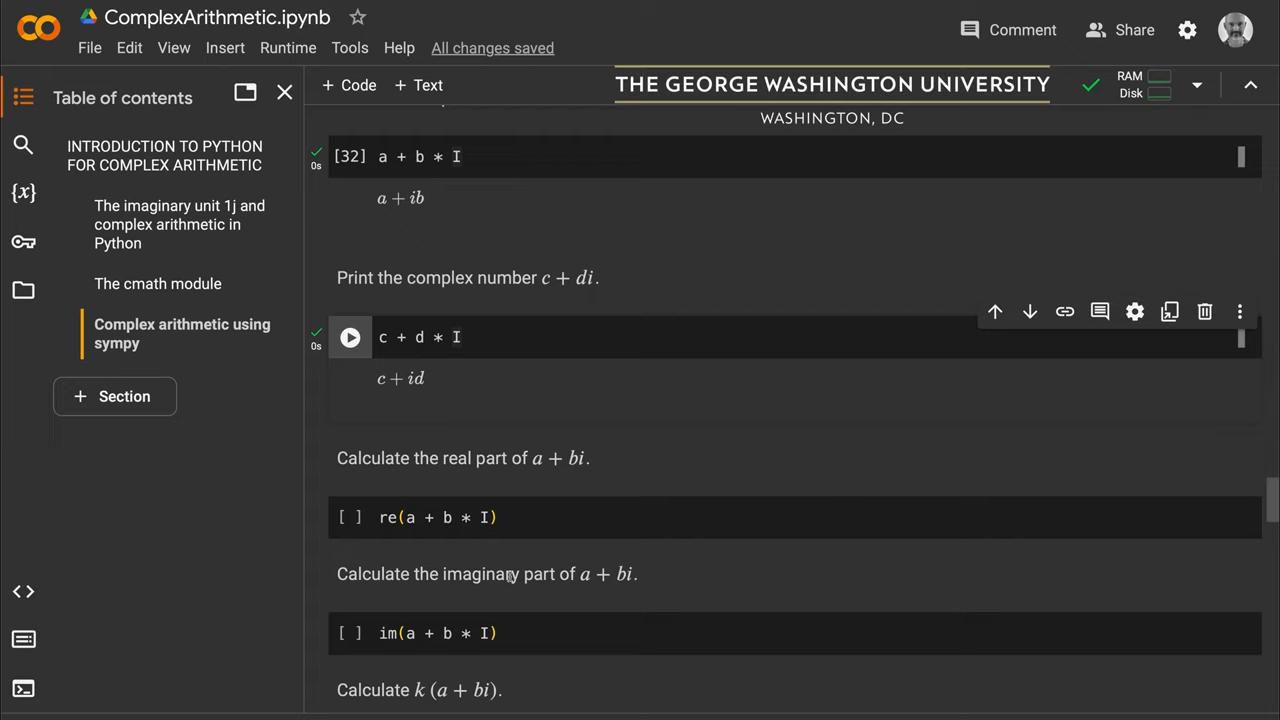 ComplexArithmetic.ipynb
Comment
Share
File Edit View Insert Runtime Tools Help All changes saved
Table of contents
+ Code + Text
THE GEORGE WASHINGTON UNIVERSITY
WASHINGTON, DC
RAM
Disk
INTRODUCTION TO PYTHON
FOR COMPLEX ARITHMETIC
The imaginary unit 1j and
complex arithmetic in
Python
The cmath module
Complex arithmetic using
sympy
+ Section
{x}
0s
[32] a + b * I
a + ib
Print the complex number c + di.
0s
c + d * I
c + id
Calculate the real part of a + bi.
[ ] re(a + b * I)
Calculate the imaginary part of a + bi.
[ ] im(a + b * I)
Calculate k (a + bi).